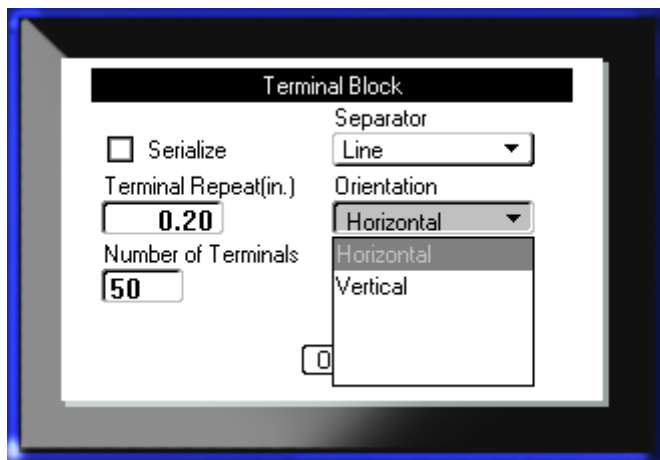 Terminal Block
Separator
Serialize
Line
Terminal Repeat(in.)
Orientation
0.20
Horizontal
Number of Terminals
Horizontal
50
Vertical